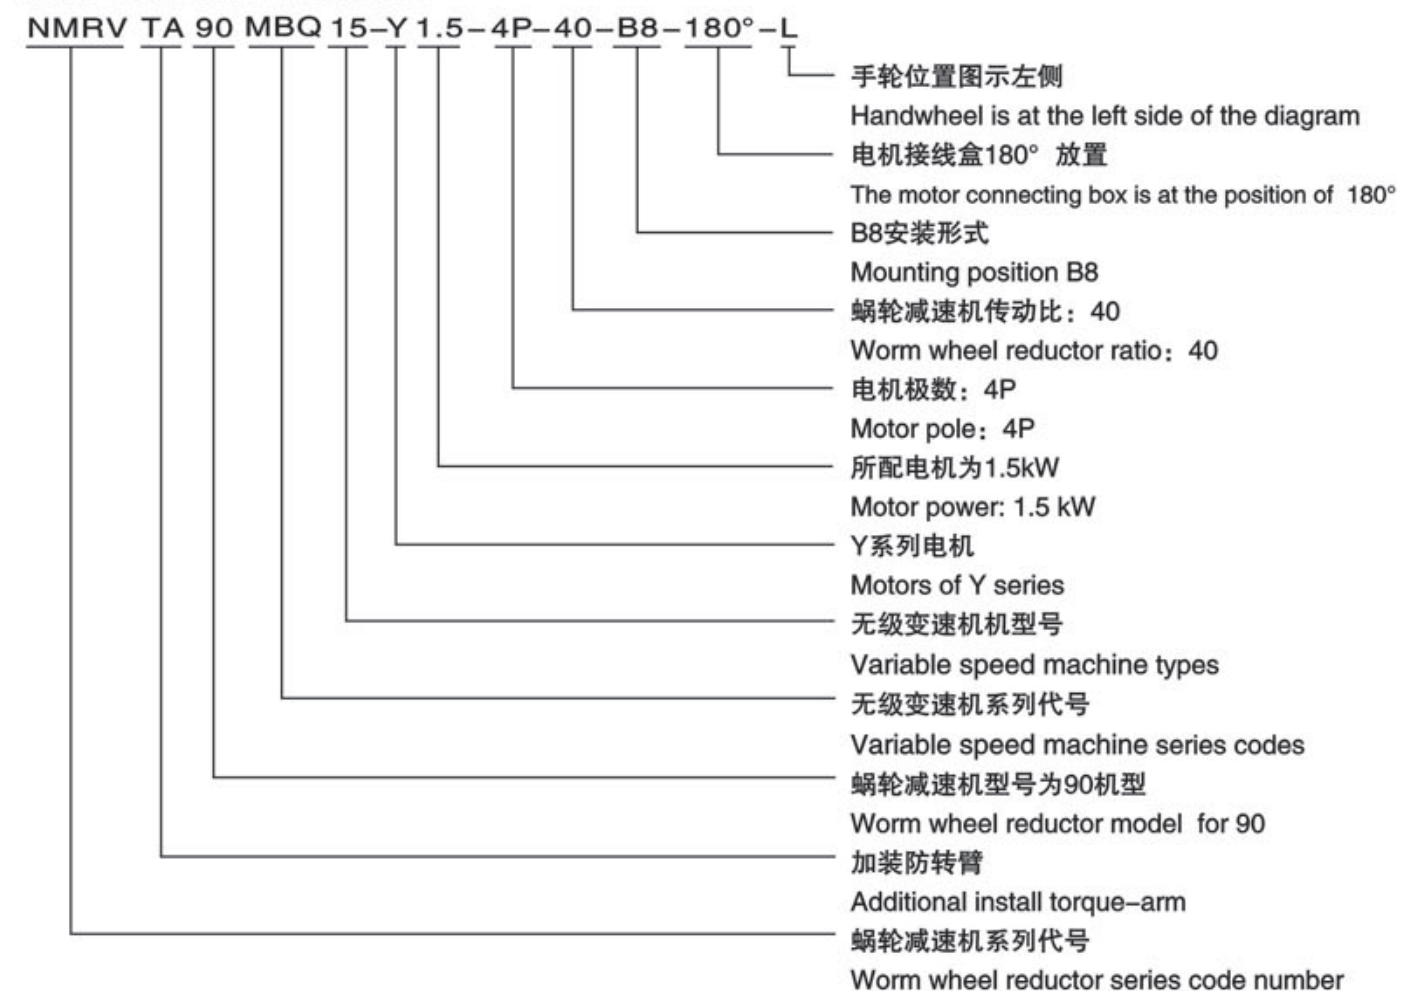 NMRV TA 90 MBQ 15-Y 1.5-4P-40-B8-180°-L
手轮位置图示左侧
Handwheel is at the left side of the diagram
电机接线盒180° 放置
The motor connecting box is at the position of 180°
B8安装形式
Mounting position B8
蜗轮减速机传动比：40
Worm wheel reductor ratio：40
电机极数：4P
Motor pole：4P
所配电机为1.5kW
Motor power: 1.5 kW
Y系列电机
Motors of Y series
无级变速机机型号
Variable speed machine types
无级变速机系列代号
Variable speed machine series codes
蜗轮减速机型号为90机型
Worm wheel reductor model for 90
加装防转臂
Additional install torque–arm
蜗轮减速机系列代号
Worm wheel reductor series code number